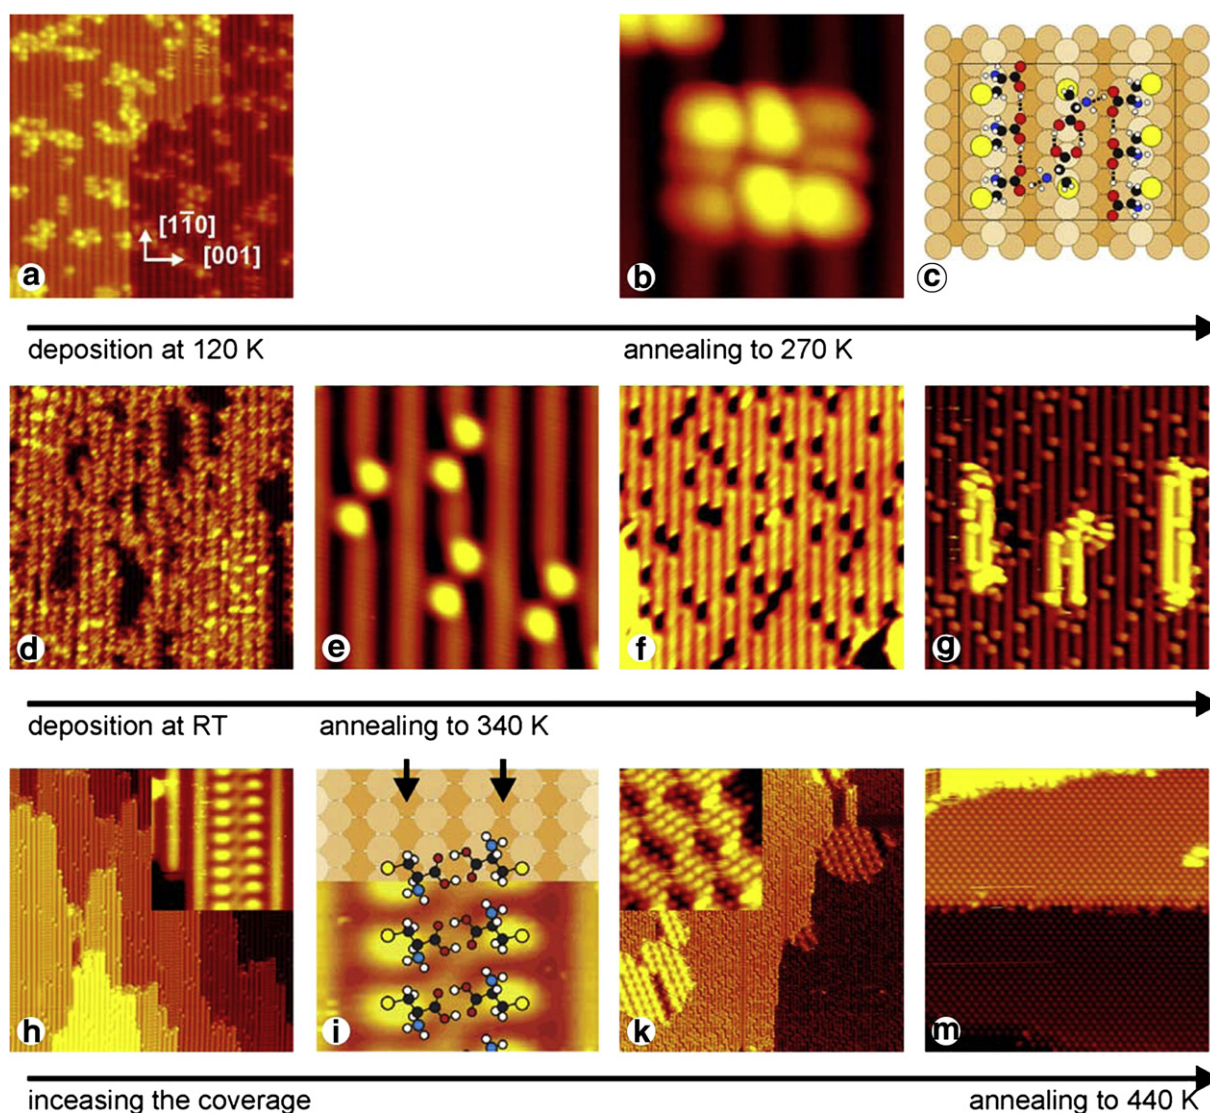 [11̅0]
[001]
a
b
c
deposition at 120 K
annealing to 270 K
d
e
f
g
deposition at RT
annealing to 340 K
h
i
k
m
inceasing the coverage
annealing to 440 K